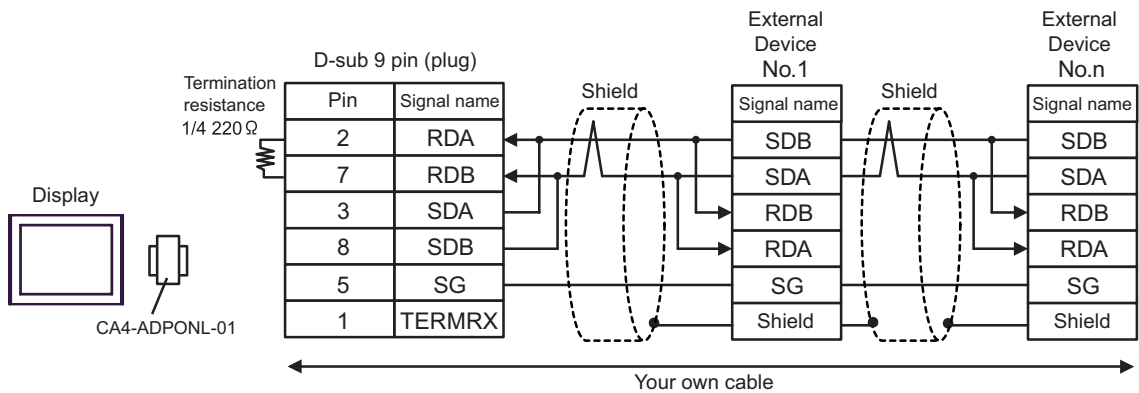 External
Device
No.1
External
Device
No.n
D-sub 9 pin (plug)
Termination
resistance
1/4 220 Ω
Shield
Shield
Pin Signal name
Signal name
Signal name
2 RDA
SDB
SDB
7 RDB
SDA
SDA
3 SDA
RDB
RDB
8 SDB
RDA
RDA
5 SG
SG
SG
1 TERMRX
Shield
Shield
Display
CA4-ADPONL-01
Your own cable